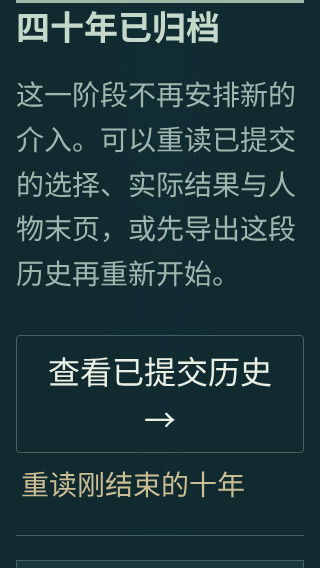 四十年已归档
这一阶段不再安排新的
介入。可以重读已提交
的选择、实际结果与人
物末页，或先导出这段
历史再重新开始。
查看已提交历史
→
重读刚结束的十年